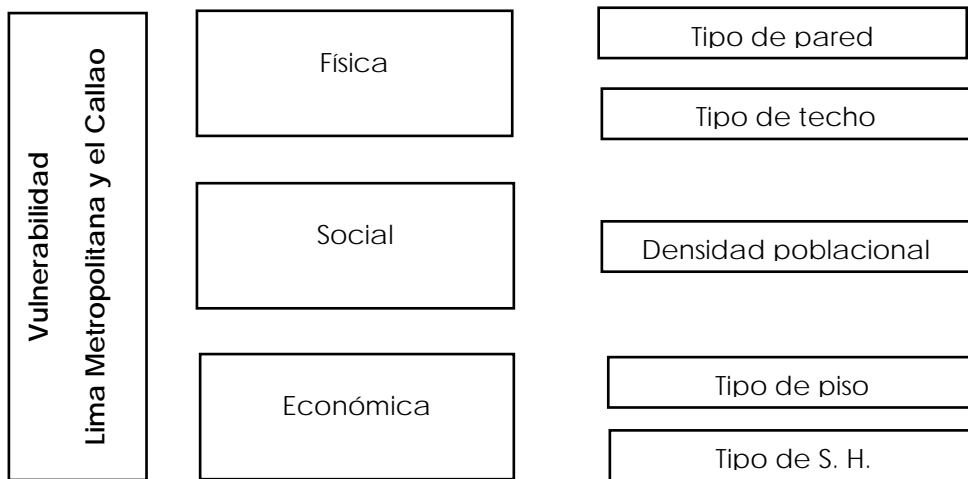 Vulnerabilidad
Lima Metropolitana y el Callao
Física
Tipo de pared
Tipo de techo
Social
Densidad poblacional
Económica
Tipo de piso
Tipo de S. H.